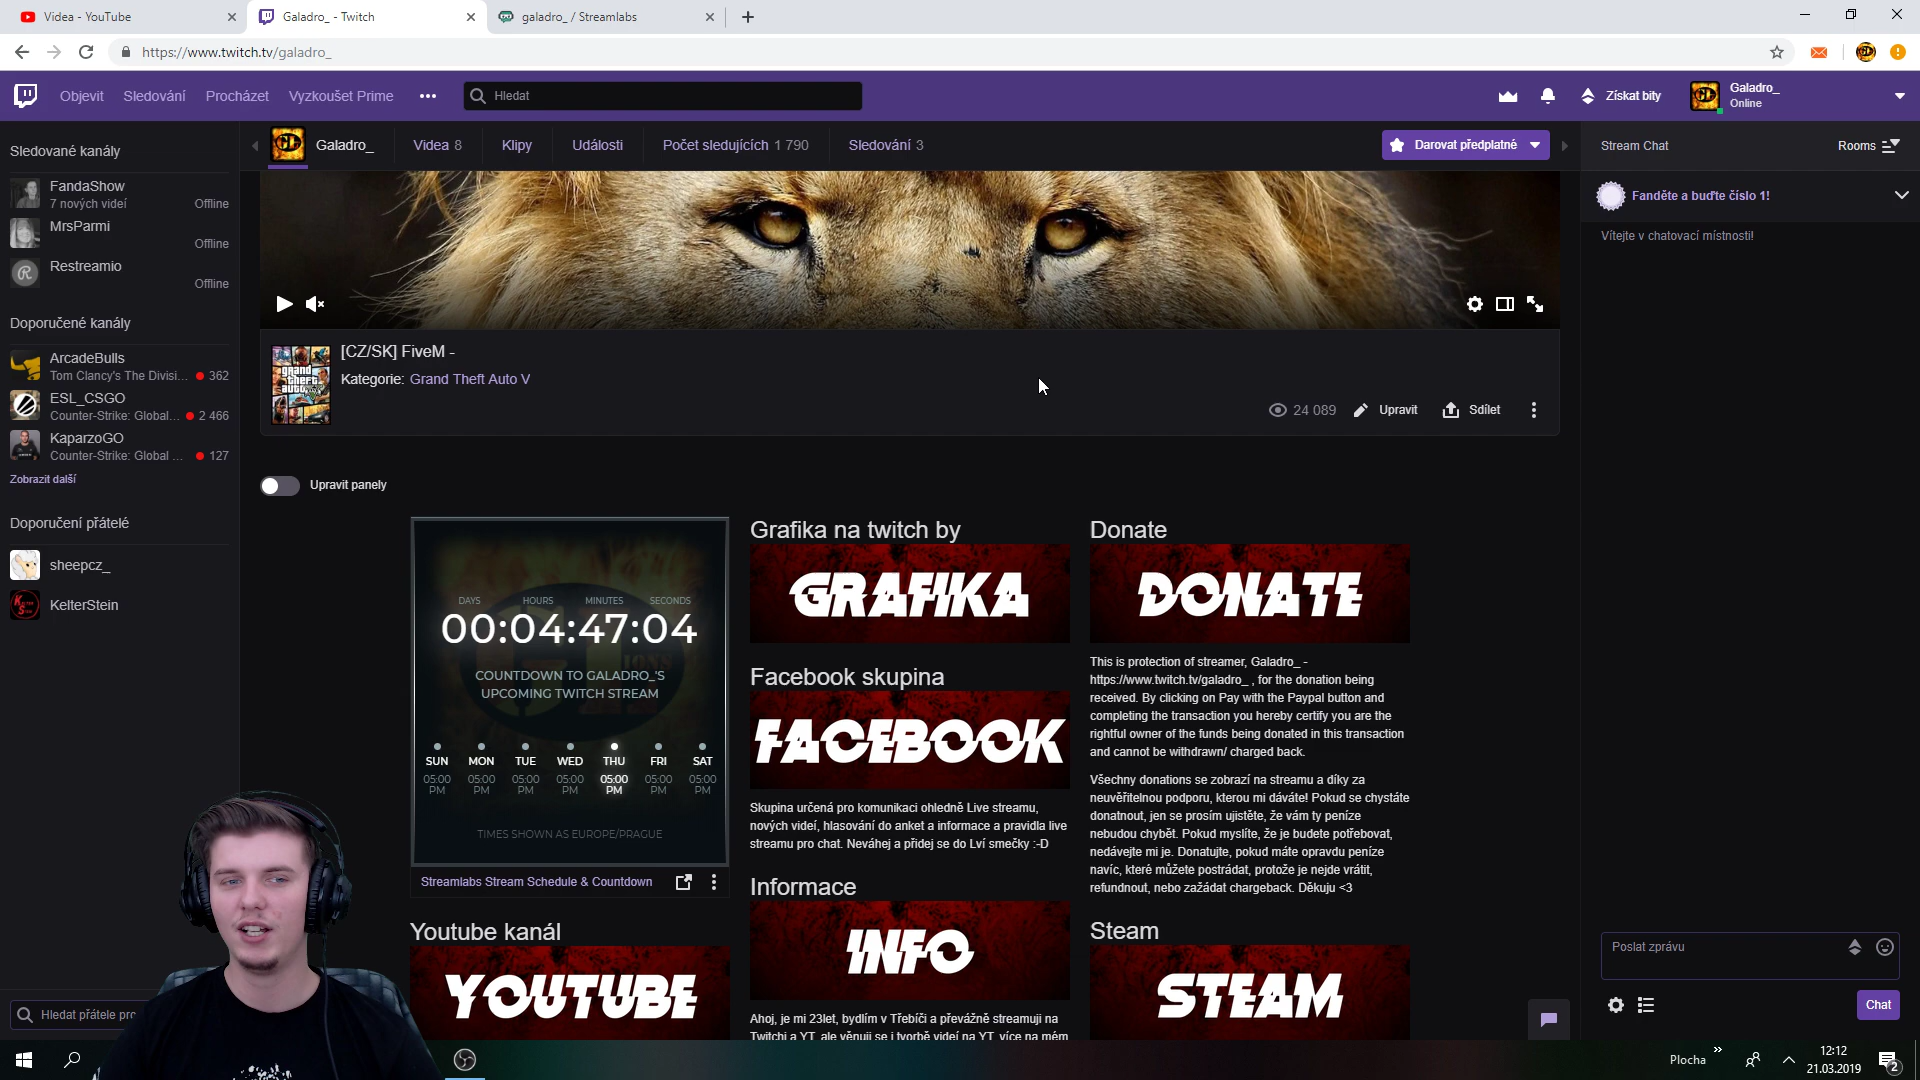 Videa - YouTube
Galadro_ - Twitch
galadro_ / Streamlabs
https://www.twitch.tv/galadro_
Objevit
Sledování
Procházet
Vyzkoušet Prime
Hledat
Získat bity
Galadro_
Online
Sledované kanály
FandaShow
7 nových videí
Offline
MrsParmi
Offline
Restreamio
Offline
Doporučené kanály
ArcadeBulls
Tom Clancy's The Divisi...
362
ESL_CSGO
Counter-Strike: Global...
2 466
KaparzoGO
Counter-Strike: Global ...
127
Zobrazit další
Doporučení přátelé
sheepcz_
KelterStein
Hledat přátele pro
Galadro_
Videa 8
Klipy
Události
Počet sledujících 1 790
Sledování 3
Darovat předplatné
[CZ/SK] FiveM -
Kategorie: Grand Theft Auto V
grand
theft
auto
24 089
Upravit
Sdílet
Upravit panely
DAYS HOURS MINUTES SECONDS
00:04:47:04
COUNTDOWN TO GALADRO_'S
UPCOMING TWITCH STREAM
SUN MON TUE WED THU FRI SAT
05:00 05:00 05:00 05:00 05:00 05:00 05:00
PM PM PM PM PM PM PM
TIMES SHOWN AS EUROPE/PRAGUE
Streamlabs Stream Schedule & Countdown
Youtube kanál
YOUTUBE
Grafika na twitch by
GRAFIKA
Facebook skupina
FACEBOOK
Skupina určená pro komunikaci ohledně Live streamu,
nových videí, hlasování do anket a informace a pravidla live
streamu pro chat. Neváhej a přidej se do Lví smečky :-D
Informace
INFO
Ahoj, je mi 23let, bydlím v Třebíči a převážně streamuji na
Twitchi a YT, ale věnuji se i tvorbě videí na YT, více na mém
Donate
DONATE
This is protection of streamer, Galadro_ -
https://www.twitch.tv/galadro_ , for the donation being
received. By clicking on Pay with the Paypal button and
completing the transaction you hereby certify you are the
rightful owner of the funds being donated in this transaction
and cannot be withdrawn/ charged back.
Všechny donations se zobrazí na streamu a díky za
neuvěřitelnou podporu, kterou mi dáváte! Pokud se chystáte
donatnout, jen se prosím ujistěte, že vám ty peníze
nebudou chybět. Pokud myslíte, že je budete potřebovat,
nedávejte mi je. Donatujte, pokud máte opravdu peníze
navíc, které můžete postrádat, protože je nejde vrátit,
refundnout, nebo zažádat chargeback. Děkuju <3
Steam
STEAM
Stream Chat
Rooms
Fanděte a buďte číslo 1!
Vítejte v chatovací místnosti!
Poslat zprávu
Chat
Plocha
12:12
21.03.2019
2